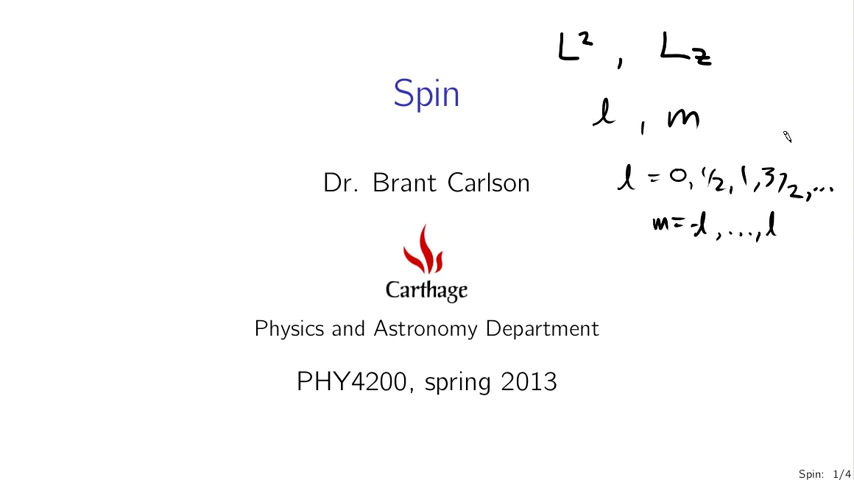 L², L_z
Spin
l, m
Dr. Brant Carlson
l = 0, 1/2, 1, 3/2, ...
m = -l, ..., l
Carthage
Physics and Astronomy Department
PHY4200, spring 2013
Spin: 1/4